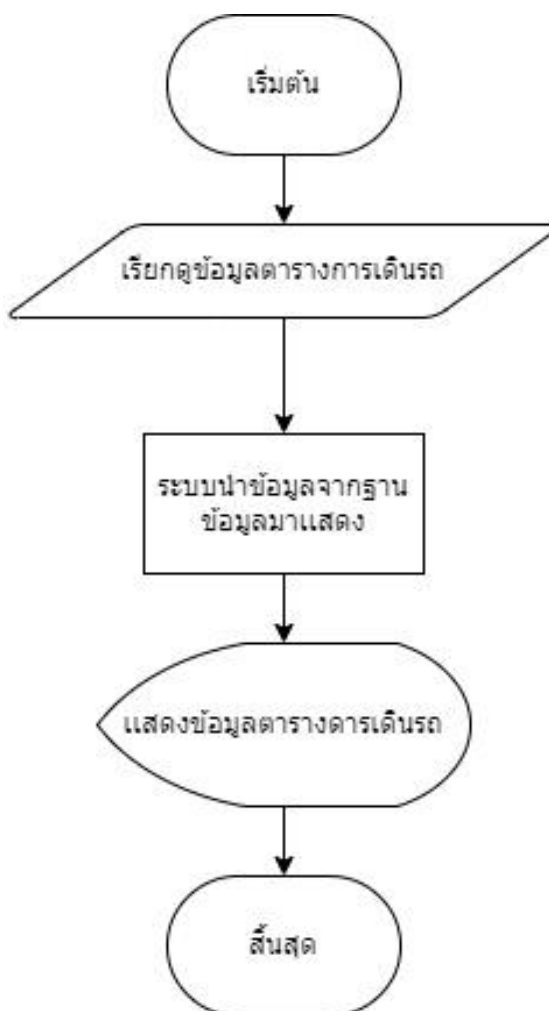 เริ่มต้น
เรียกดูข้อมูลตารางการเดินรถ
ระบบนำข้อมูลจากฐาน
ข้อมูลมาแสดง
แสดงข้อมูลตารางดารเดินรถ
สิ้นสุด